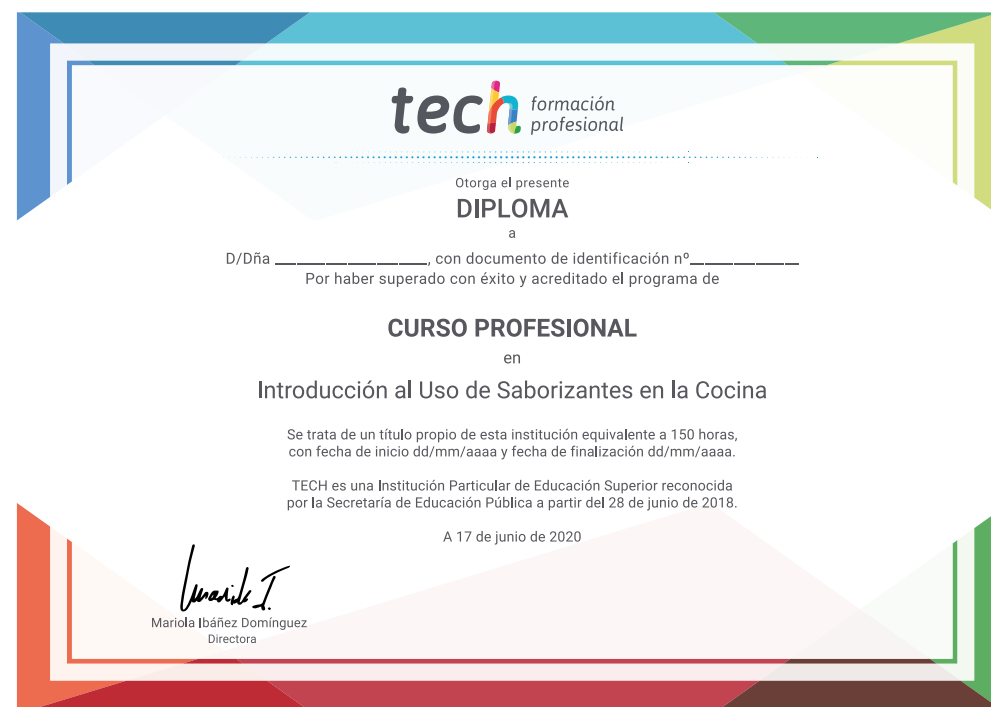 tech formación
profesional
Otorga el presente
DIPLOMA
a
D/Dña ______________, con documento de identificación nº__________
Por haber superado con éxito y acreditado el programa de
CURSO PROFESIONAL
en
Introducción al Uso de Saborizantes en la Cocina
Se trata de un título propio de esta institución equivalente a 150 horas,
con fecha de inicio dd/mm/aaaa y fecha de finalización dd/mm/aaaa.
TECH es una Institución Particular de Educación Superior reconocida
por la Secretaría de Educación Pública a partir del 28 de junio de 2018.
A 17 de junio de 2020
Mariola I.
Mariola Ibáñez Domínguez
Directora